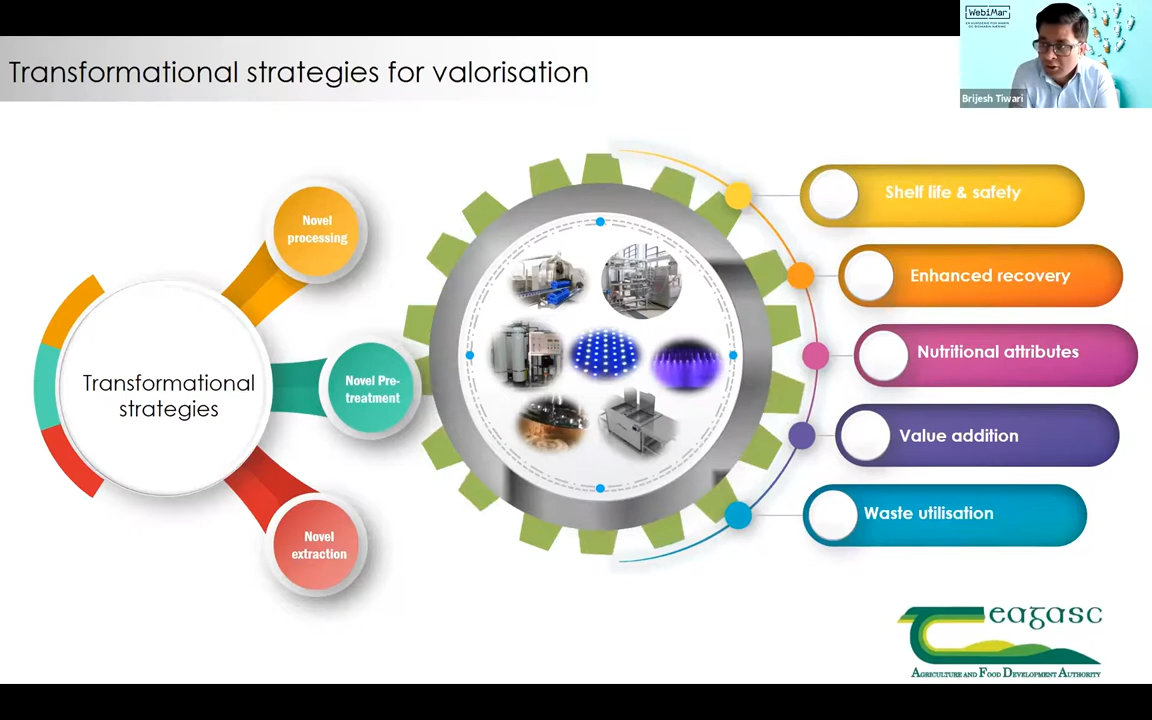 Transformational strategies for valorisation
WebiMar
Brijesh Tiwari
Novel
processing
Transformational
strategies
Novel Pre-
treatment
Novel
extraction
Shelf life & safety
Enhanced recovery
Nutritional attributes
Value addition
Waste utilisation
Teagasc
AGRICULTURE AND FOOD DEVELOPMENT AUTHORITY